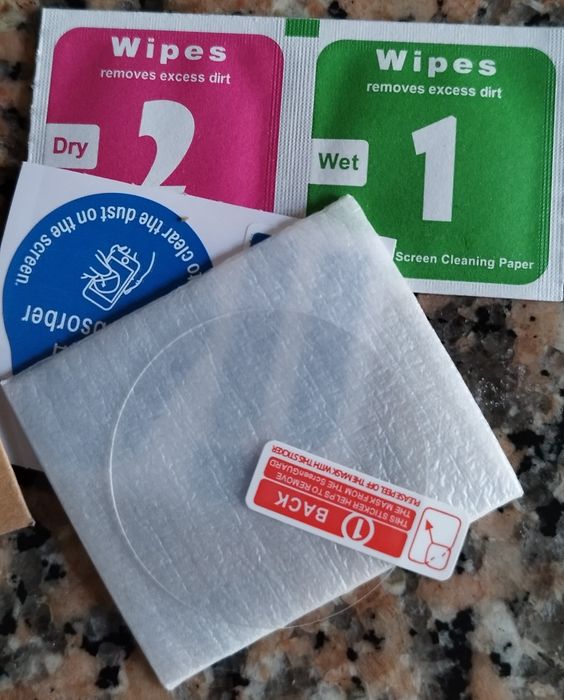 Wipes
removes excess dirt
Dry
2
Wipes
removes excess dirt
Wet
1
Screen Cleaning Paper
to clear the dust on the screen.
1 BACK
THIS STICKER HELPS TO REMOVE
THE MASK FROM THE ScreenGUARD
PLEASE PEEL OFF THE MASK WITH THIS STICKER